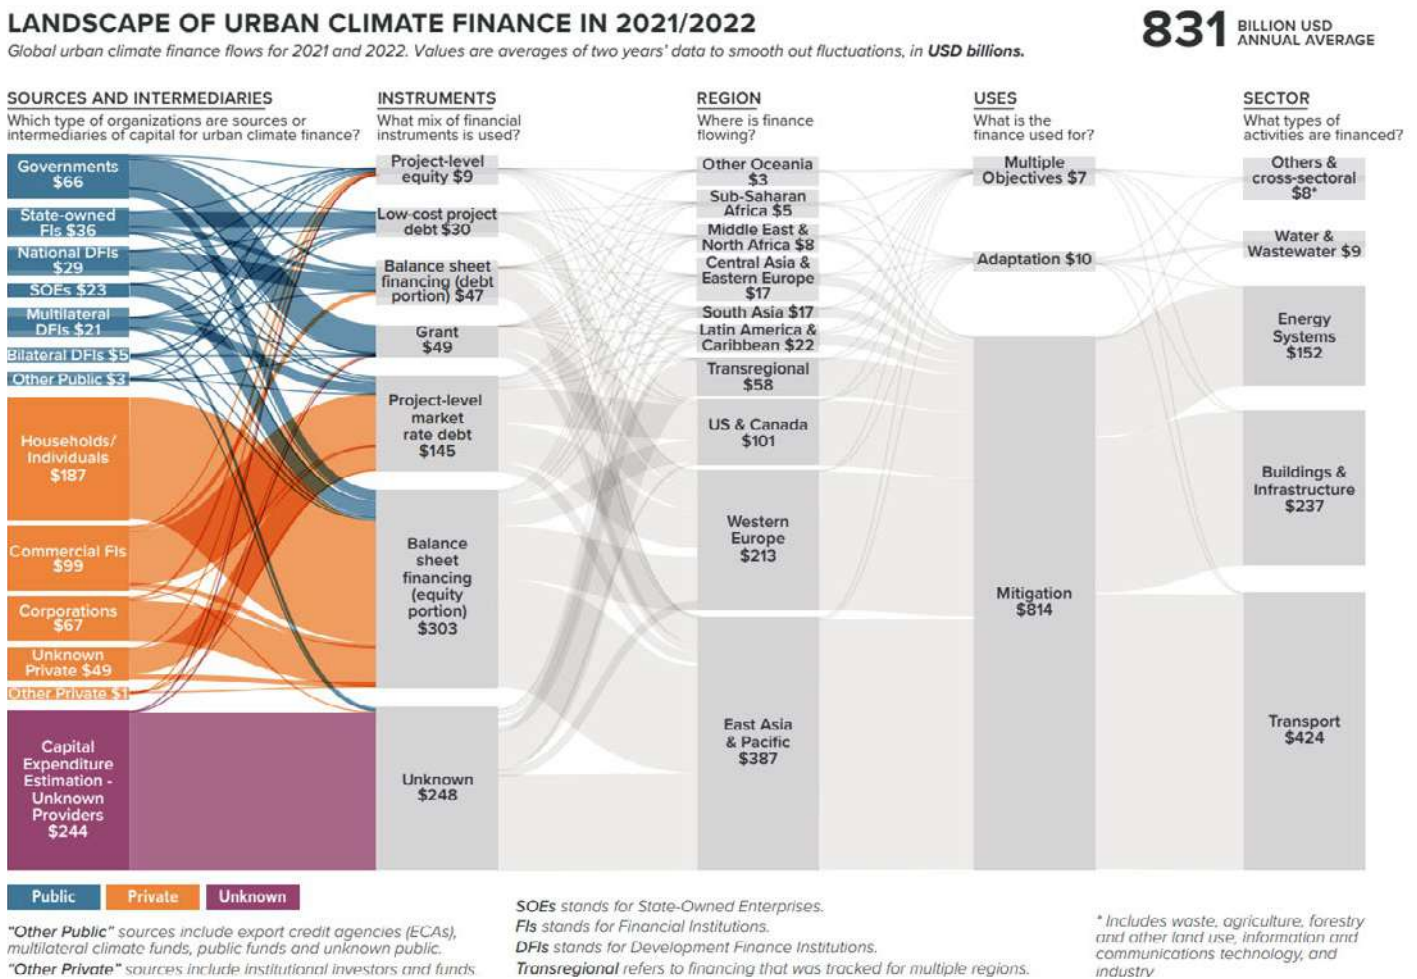 LANDSCAPE OF URBAN CLIMATE FINANCE IN 2021/2022
Global urban climate finance flows for 2021 and 2022. Values are averages of two years' data to smooth out fluctuations, in USD billions.
831 BILLION USD
ANNUAL AVERAGE
SOURCES AND INTERMEDIARIES
Which type of organizations are sources or
intermediaries of capital for urban climate finance?
Governments
$66
State-owned
FIs $36
National DFIs
$29
SOEs $23
Multilateral
DFIs $21
Bilateral DFIs $5
Other Public $3
Households/
Individuals
$187
Commercial FIs
$99
Corporations
$67
Unknown
Private $49
Other Private $1
Capital
Expenditure
Estimation -
Unknown
Providers
$244
INSTRUMENTS
What mix of financial
instruments is used?
Project-level
equity $9
Low-cost project
debt $30
Balance sheet
financing (debt
portion) $47
Grant
$49
Project-level
market
rate debt
$145
Balance
sheet
financing
(equity
portion)
$303
Unknown
$248
REGION
Where is finance
flowing?
Other Oceania
$3
Sub-Saharan
Africa $5
Middle East &
North Africa $8
Central Asia &
Eastern Europe
$17
South Asia $17
Latin America &
Caribbean $22
Transregional
$58
US & Canada
$101
Western
Europe
$213
East Asia
& Pacific
$387
USES
What is the
finance used for?
Multiple
Objectives $7
Adaptation $10
Mitigation
$814
SECTOR
What types of
activities are financed?
Others &
cross-sectoral
$8*
Water &
Wastewater $9
Energy
Systems
$152
Buildings &
Infrastructure
$237
Transport
$424
Public
Private
Unknown
"Other Public" sources include export credit agencies (ECAs),
multilateral climate funds, public funds and unknown public.
"Other Private" sources include institutional investors and funds
SOEs stands for State-Owned Enterprises.
FIs stands for Financial Institutions.
DFIs stands for Development Finance Institutions.
Transregional refers to financing that was tracked for multiple regions.
* Includes waste, agriculture, forestry
and other land use, information and
communications technology, and
industry